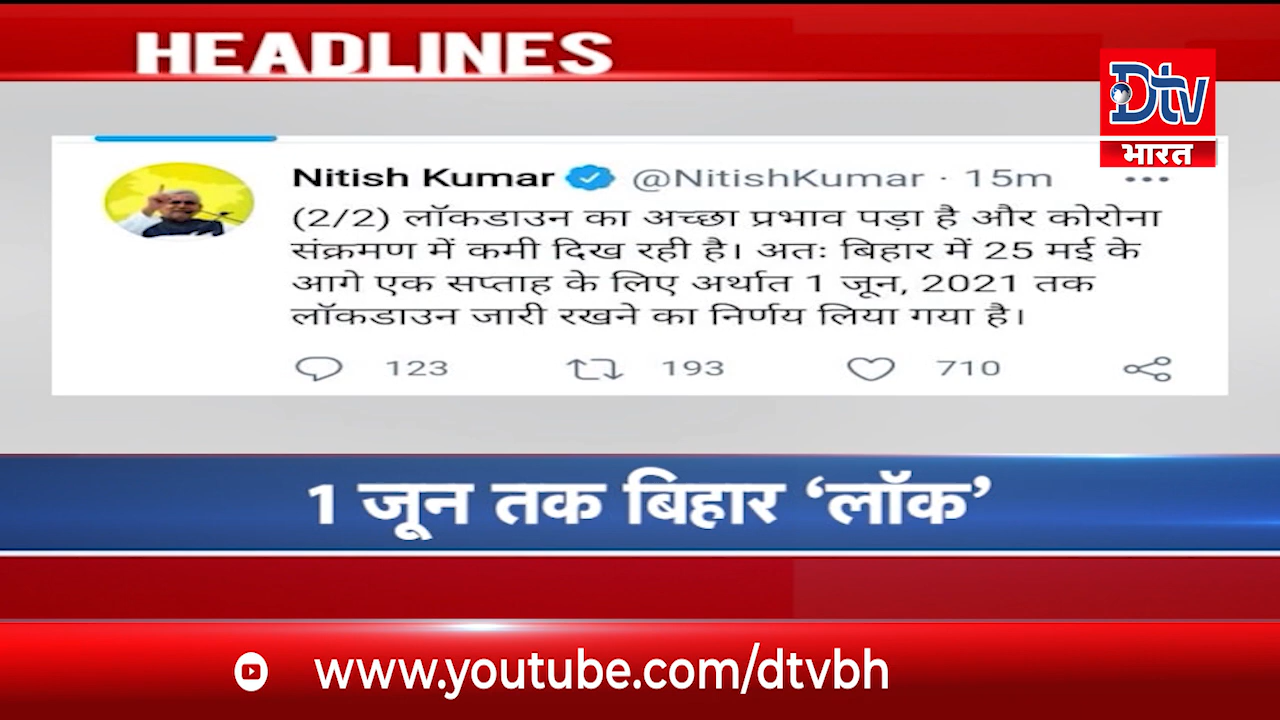 HEADLINES
Dtv
भारत
Nitish Kumar @NitishKumar · 15m
(2/2) लॉकडाउन का अच्छा प्रभाव पड़ा है और कोरोना
संक्रमण में कमी दिख रही है। अतः बिहार में 25 मई के
आगे एक सप्ताह के लिए अर्थात 1 जून, 2021 तक
लॉकडाउन जारी रखने का निर्णय लिया गया है।
123 193 710
1 जून तक बिहार ‘लॉक’
www.youtube.com/dtvbh